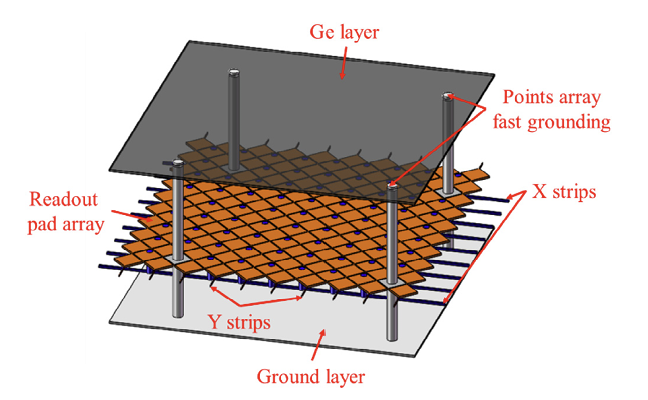 Ge layer
Points array
fast grounding
X strips
Readout
pad array
Y strips
Ground layer